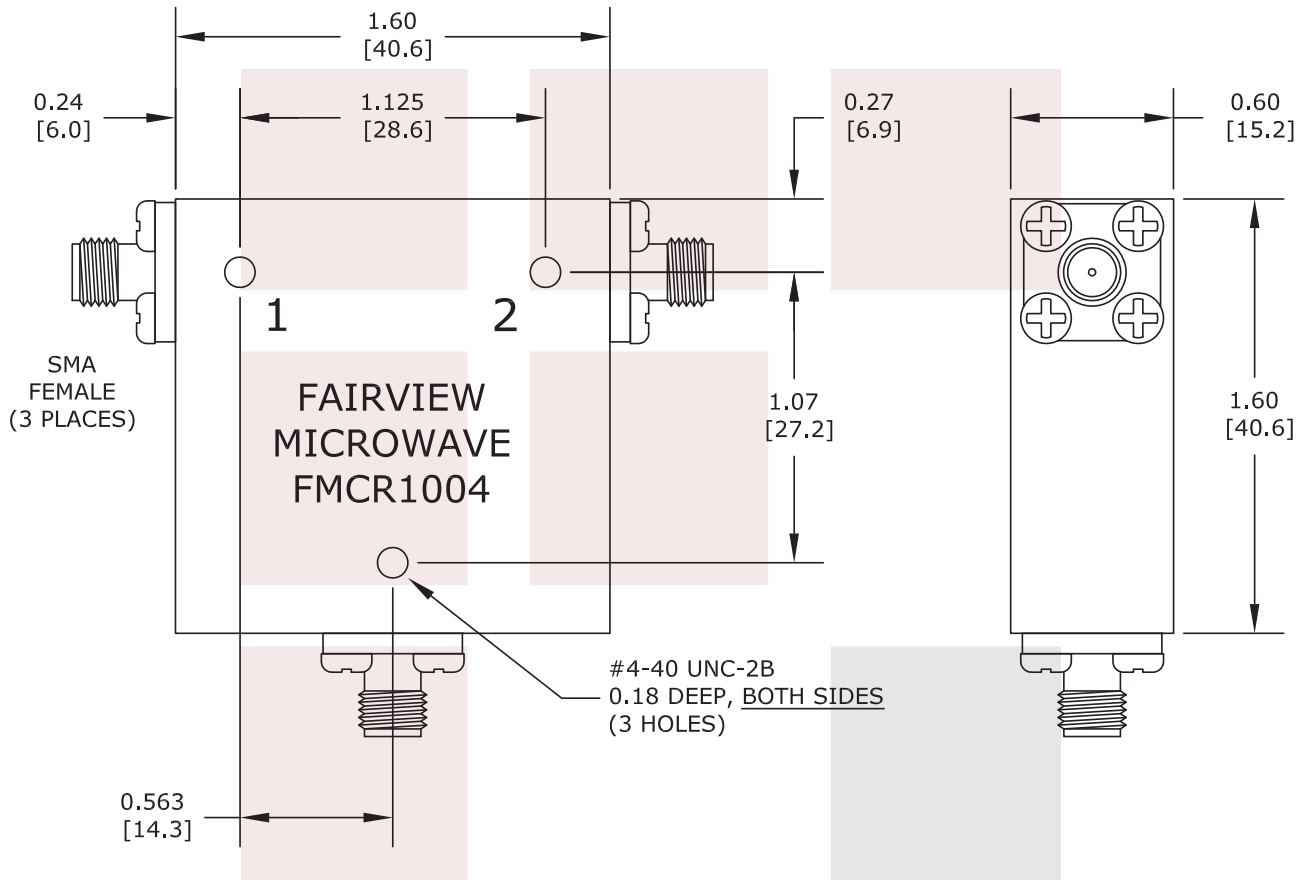 1.60
[40.6]
0.24
[6.0]
1.125
[28.6]
0.27
[6.9]
0.60
[15.2]
1
2
SMA
FEMALE
(3 PLACES)
FAIRVIEW
MICROWAVE
FMCR1004
1.07
[27.2]
1.60
[40.6]
#4-40 UNC-2B
0.18 DEEP, BOTH SIDES
(3 HOLES)
0.563
[14.3]